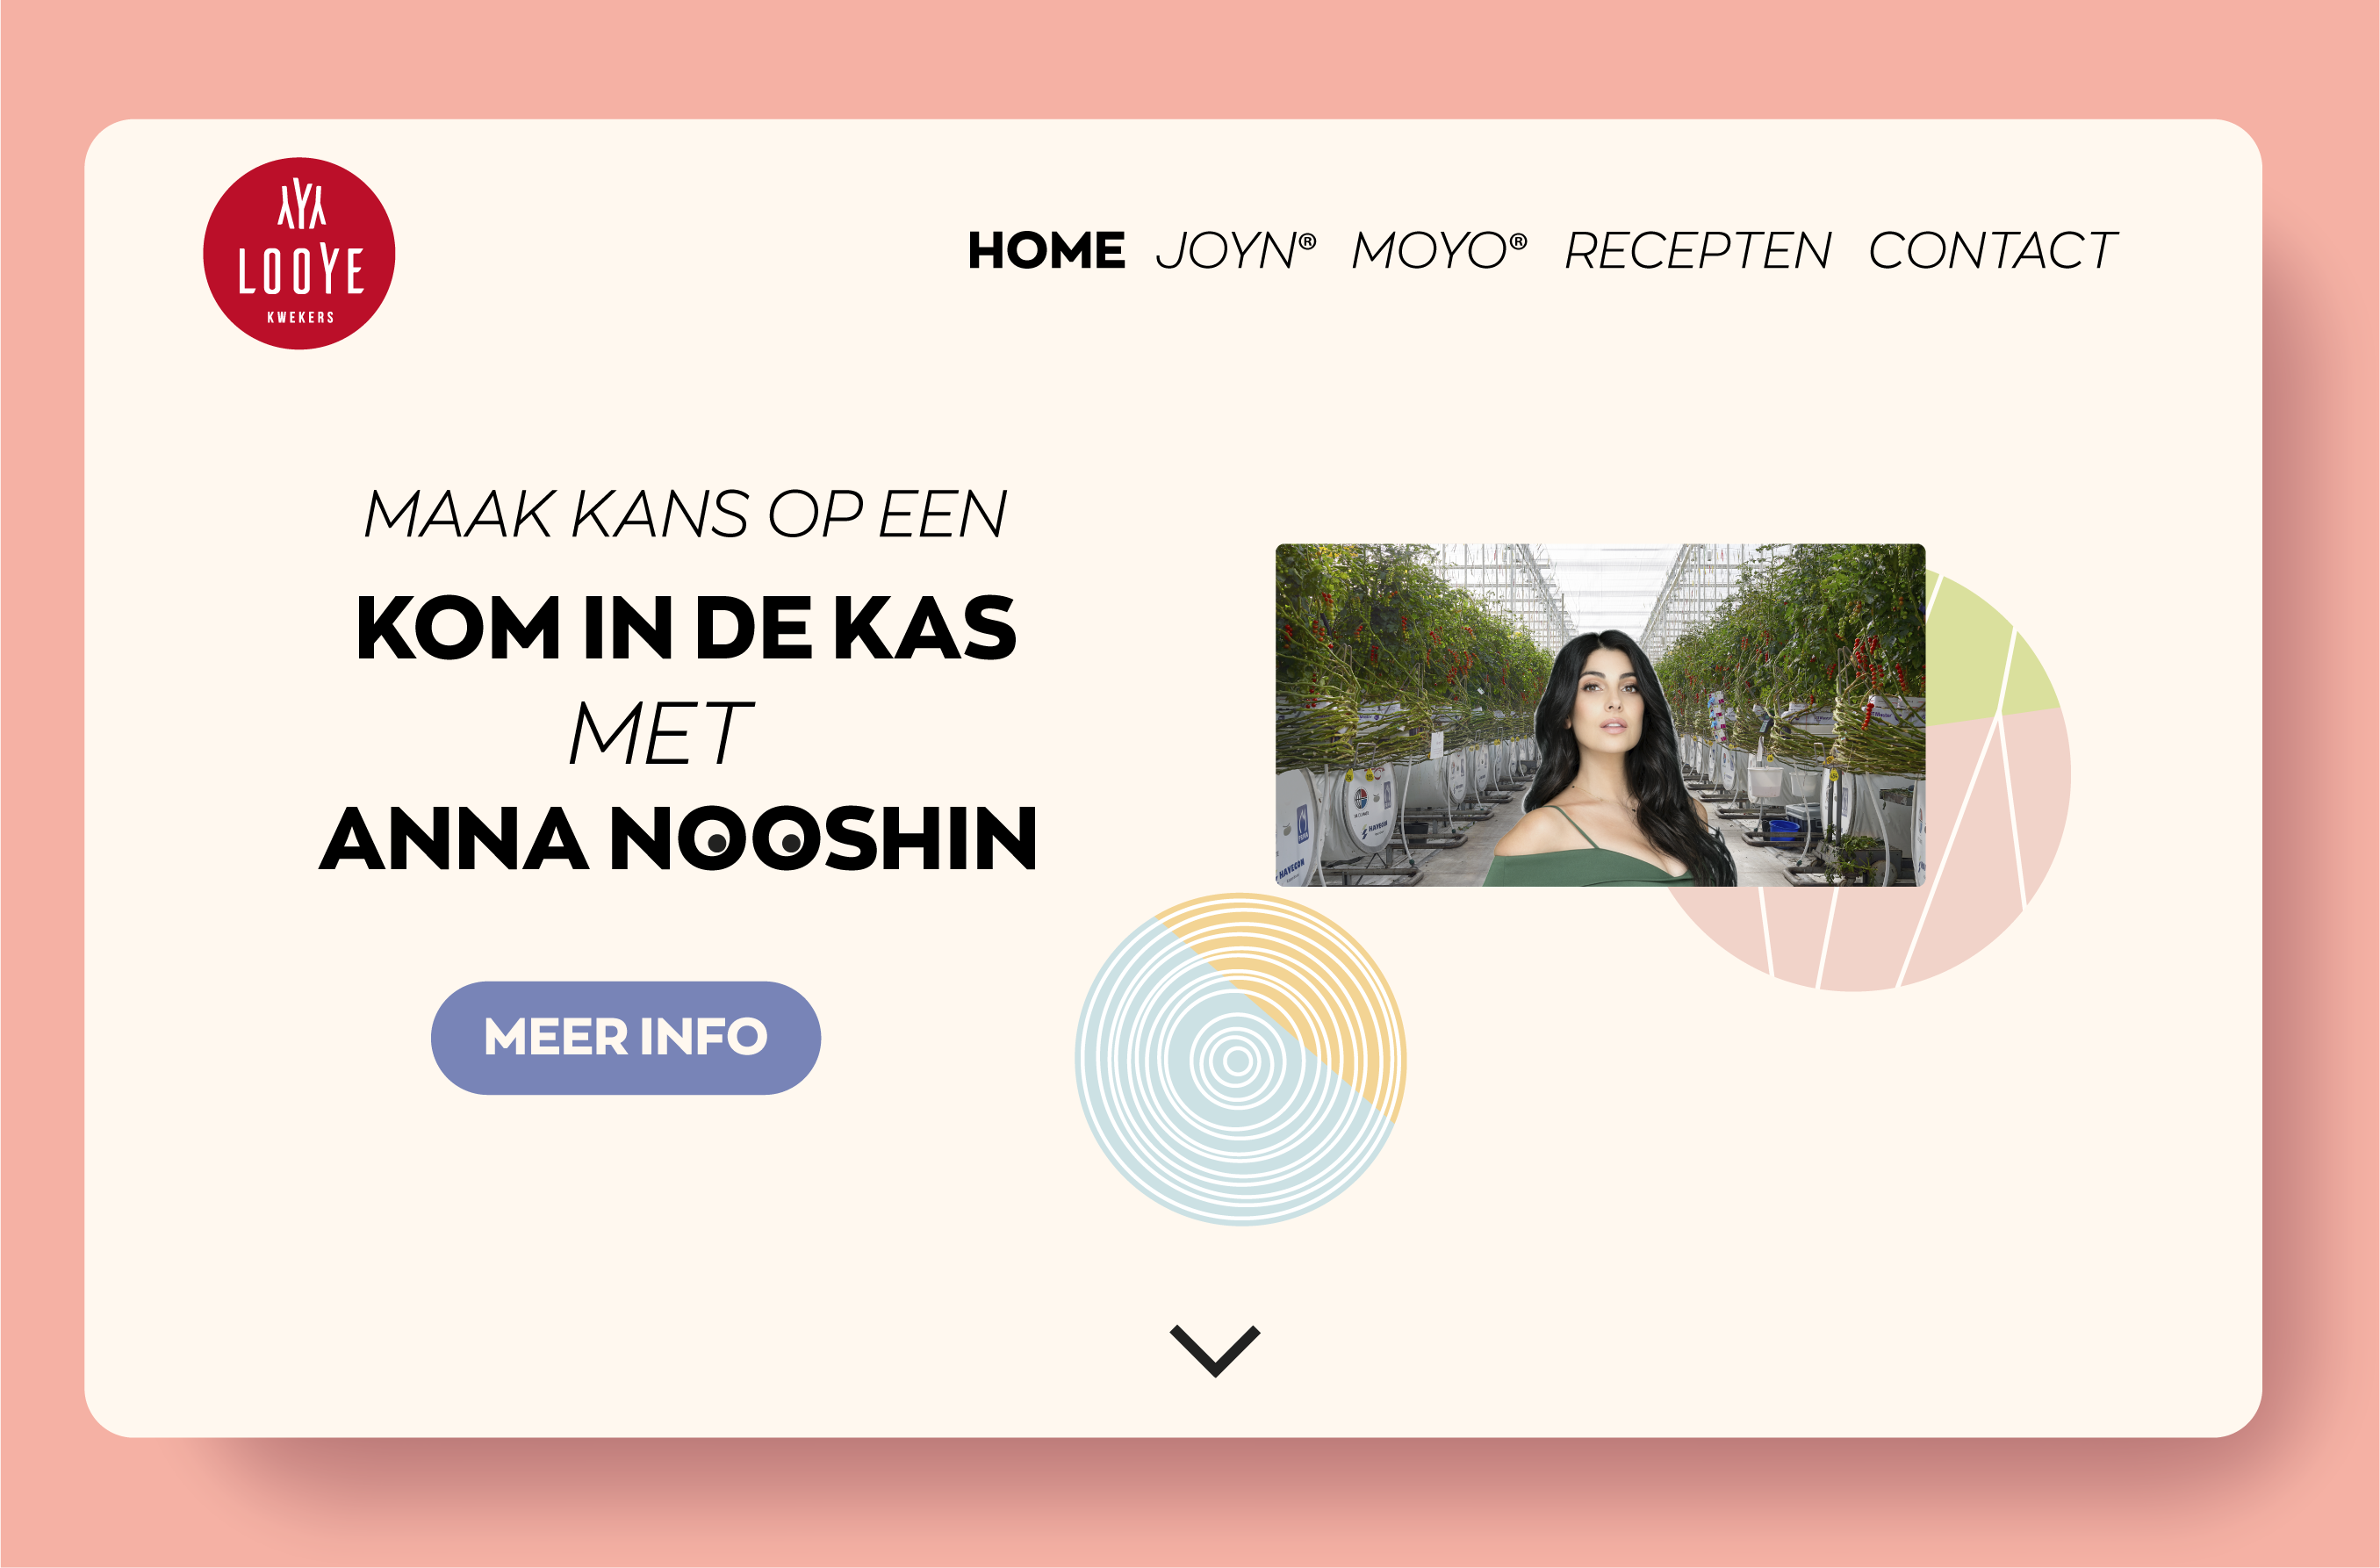 LOOYE
KWEKERS
HOME JOYN® MOYO® RECEPTEN CONTACT
MAAK KANS OP EEN
KOM IN DE KAS
MET
ANNA NOOSHIN
HAYECON
MEER INFO